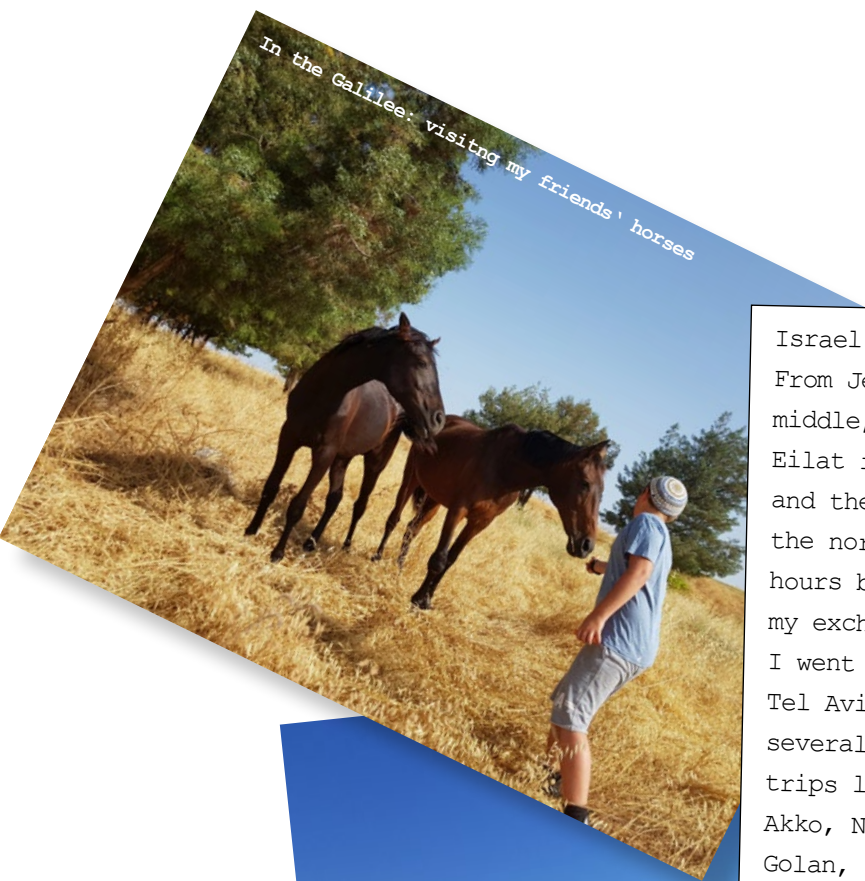 In the Galilee: visitng my friends' horses
Israel
From Je
middle,
Eilat i
and the
the nor
hours b
my exch
I went
Tel Avi
several
trips l
Akko, N
Golan,